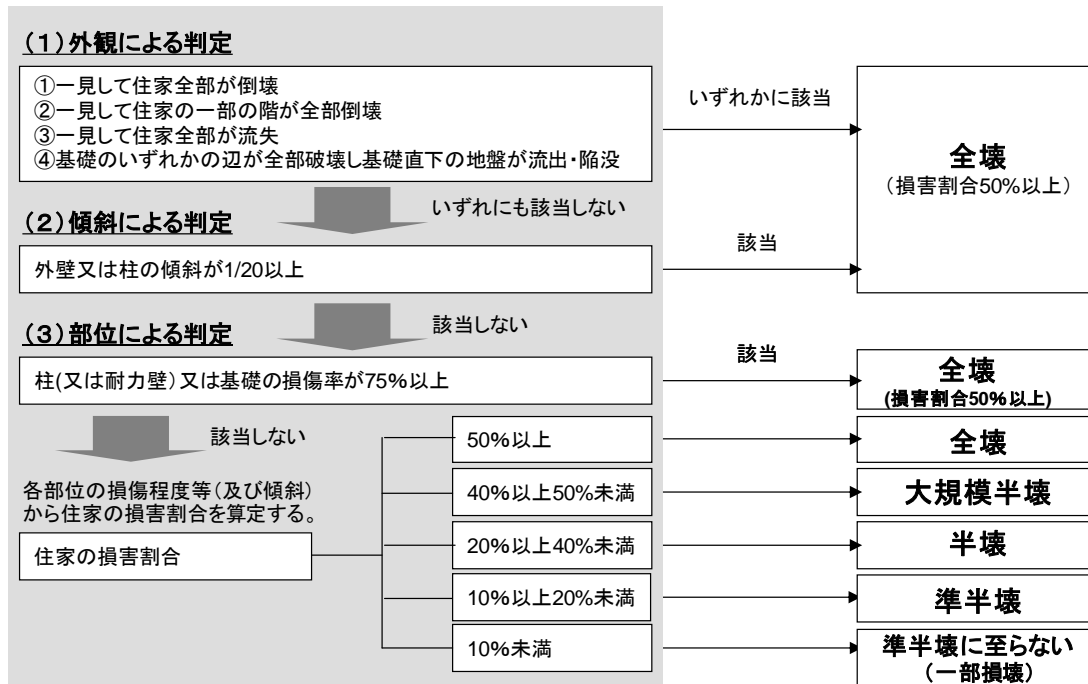 (1)外観による判定
①一見して住家全部が倒壊
②一見して住家の一部の階が全部倒壊
③一見して住家全部が流失
④基礎のいずれかの辺が全部破壊し基礎直下の地盤が流出・陥没
いずれかに該当
全壊
(損害割合50%以上)
いずれにも該当しない
(2)傾斜による判定
外壁又は柱の傾斜が1/20以上
該当
該当しない
(3)部位による判定
柱(又は耐力壁)又は基礎の損傷率が75%以上
該当
全壊
(損害割合50%以上)
該当しない
各部位の損傷程度等(及び傾斜)
から住家の損害割合を算定する。
住家の損害割合
50%以上
全壊
40%以上50%未満
大規模半壊
20%以上40%未満
半壊
10%以上20%未満
準半壊
10%未満
準半壊に至らない
(一部損壊)